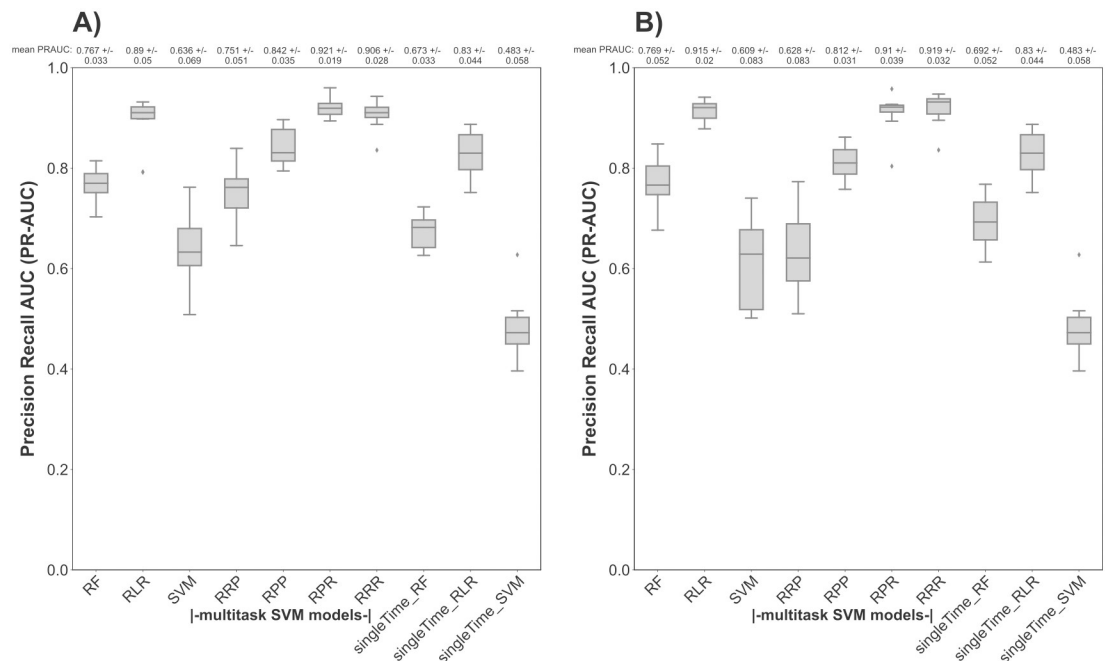 A)
mean PRAUC: 0.767 +/- 0.89 +/- 0.636 +/- 0.751 +/- 0.842 +/- 0.921 +/- 0.906 +/- 0.673 +/- 0.83 +/- 0.483 +/-
0.033 0.05 0.069 0.051 0.035 0.019 0.028 0.033 0.044 0.058
1.0
0.8
0.6
0.4
0.2
0.0
Precision Recall AUC (PR-AUC)
RF RLR SVM RRP RPP RPR RRR singleTime_RF singleTime_RLR singleTime_SVM
|-multitask SVM models-|
B)
mean PRAUC: 0.769 +/- 0.915 +/- 0.609 +/- 0.628 +/- 0.812 +/- 0.91 +/- 0.919 +/- 0.692 +/- 0.83 +/- 0.483 +/-
0.052 0.02 0.083 0.083 0.031 0.039 0.032 0.052 0.044 0.058
1.0
0.8
0.6
0.4
0.2
0.0
Precision Recall AUC (PR-AUC)
RF RLR SVM RRP RPP RPR RRR singleTime_RF singleTime_RLR singleTime_SVM
|-multitask SVM models-|